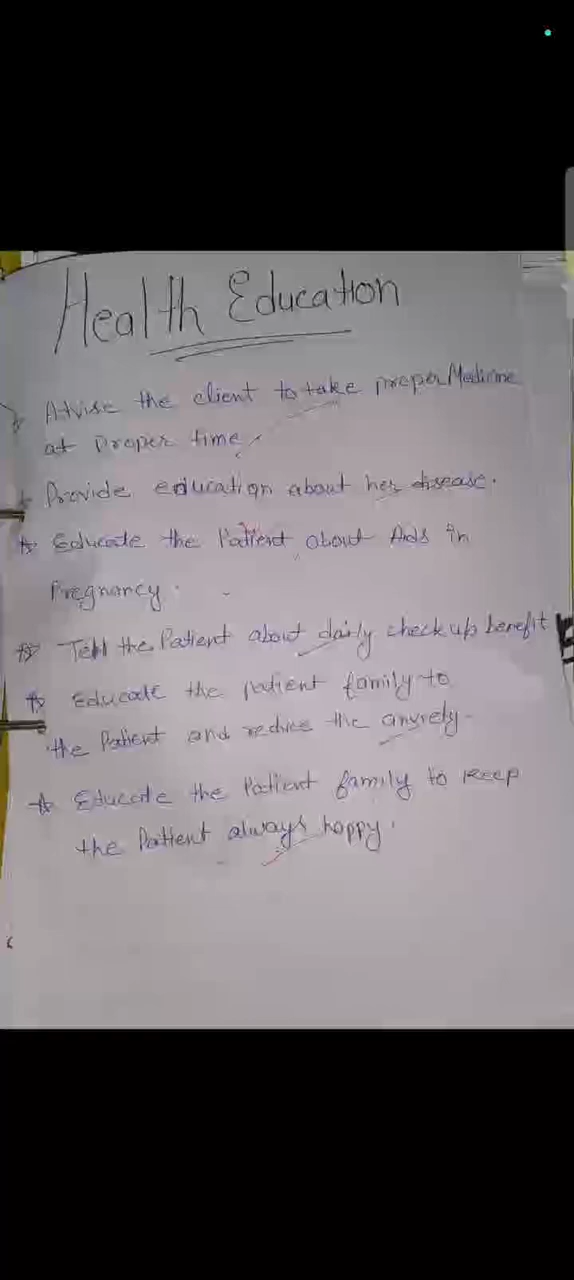 Health Education
Advise the client to take proper Medicine
at Proper time
Provide education about her disease.
Educate the Patient about Aids in
Pregnancy.
Tell the Patient about daily check up benefit
Educate the patient family to
the Patient and reduce the anxiety.
Educate the Patient family to keep
the Patient always happy.